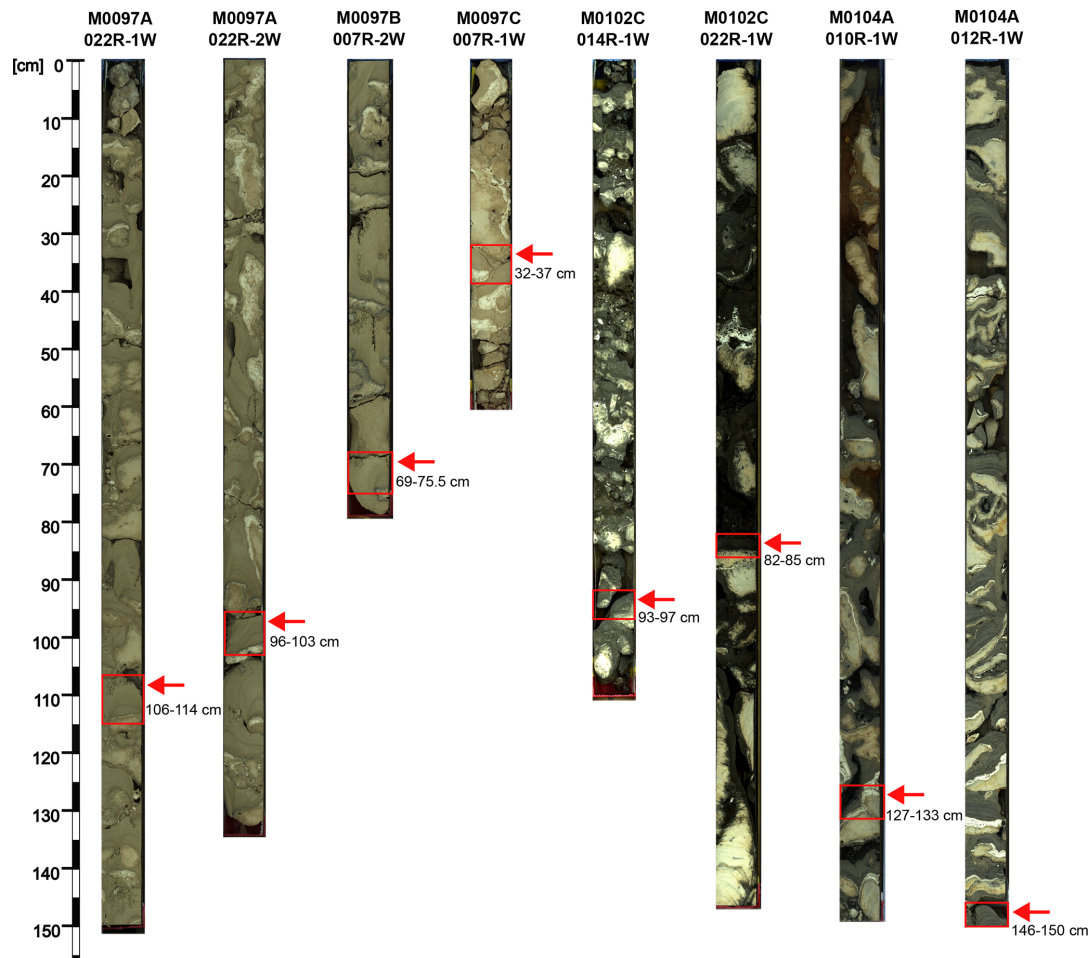 M0097A
022R-1W
M0097A
022R-2W
M0097B
007R-2W
M0097C
007R-1W
M0102C
014R-1W
M0102C
022R-1W
M0104A
010R-1W
M0104A
012R-1W
[cm]
0
10
20
30
40
50
60
70
80
90
100
110
120
130
140
150
32-37 cm
69-75.5 cm
82-85 cm
93-97 cm
96-103 cm
106-114 cm
127-133 cm
146-150 cm